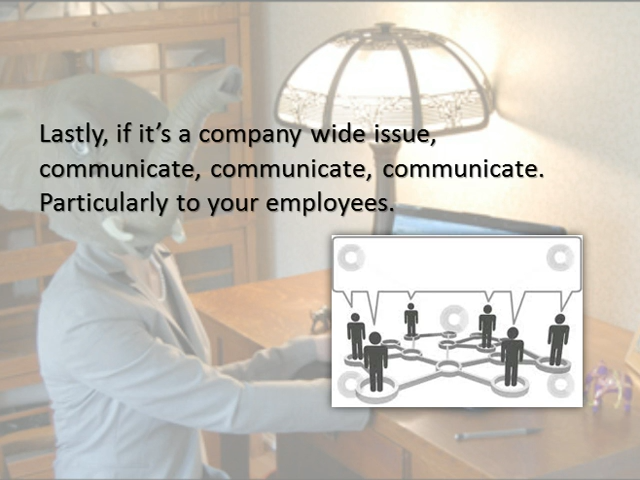 Lastly, if it’s a company wide issue,
communicate, communicate, communicate.
Particularly to your employees.